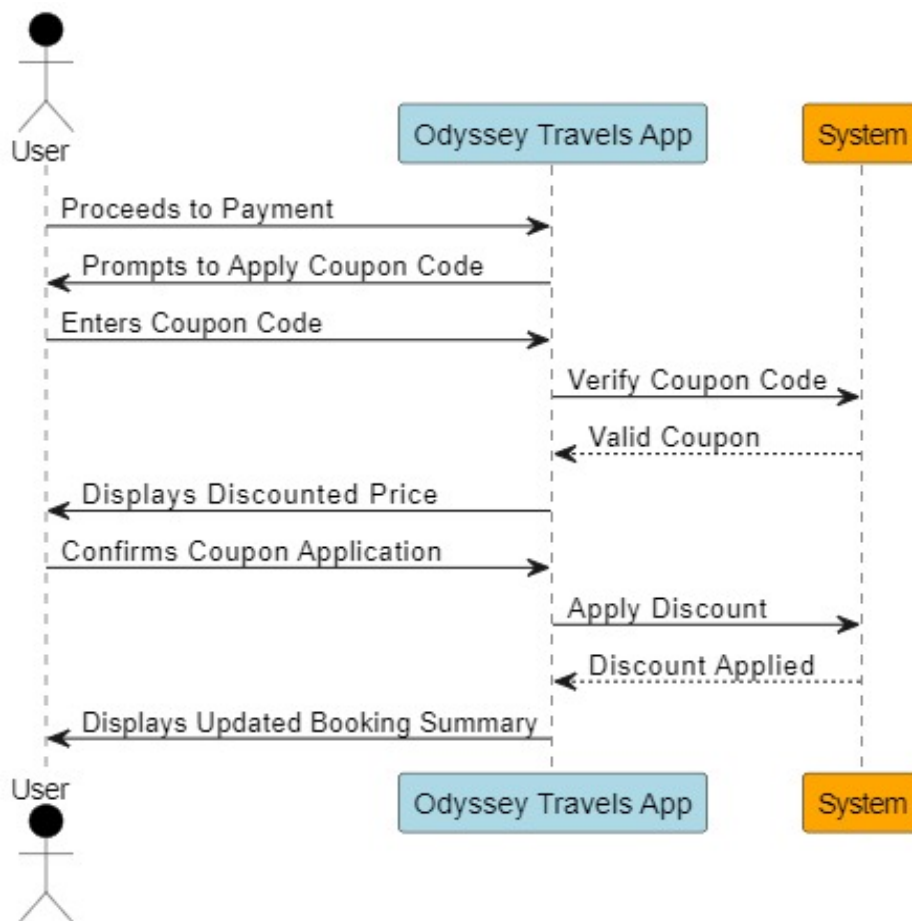 User
Odyssey Travels App
System
Proceeds to Payment
Prompts to Apply Coupon Code
Enters Coupon Code
Verify Coupon Code
Valid Coupon
Displays Discounted Price
Confirms Coupon Application
Apply Discount
Discount Applied
Displays Updated Booking Summary
User
Odyssey Travels App
System